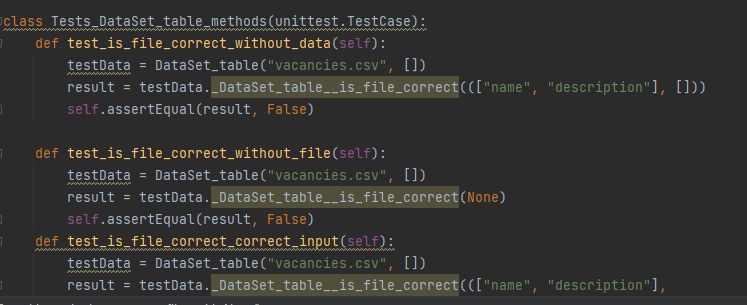 class Tests_DataSet_table_methods(unittest.TestCase):
    def test_is_file_correct_without_data(self):
        testData = DataSet_table("vacancies.csv", [])
        result = testData._DataSet_table__is_file_correct((["name", "description"], []))
        self.assertEqual(result, False)

    def test_is_file_correct_without_file(self):
        testData = DataSet_table("vacancies.csv", [])
        result = testData._DataSet_table__is_file_correct(None)
        self.assertEqual(result, False)
    def test_is_file_correct_correct_input(self):
        testData = DataSet_table("vacancies.csv", [])
        result = testData._DataSet_table__is_file_correct((["name", "description"],